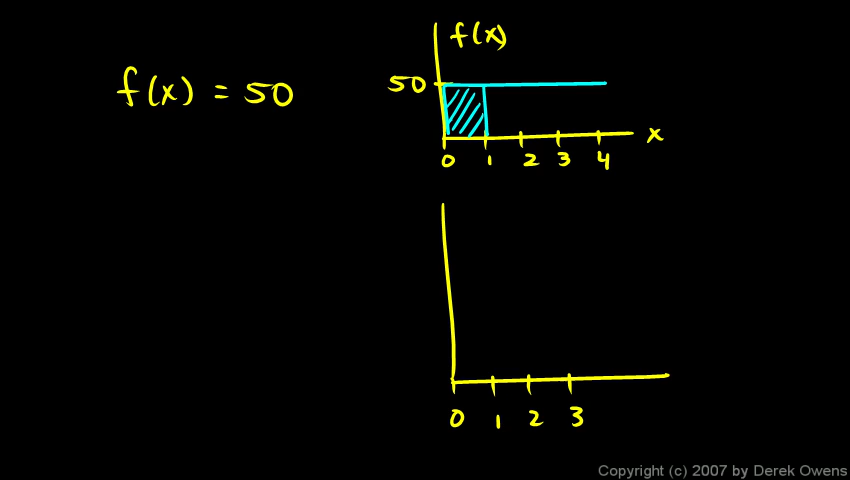 f(x)
f(x) = 50
50
x
0 1 2 3 4
0 1 2 3
Copyright (c) 2007 by Derek Owens